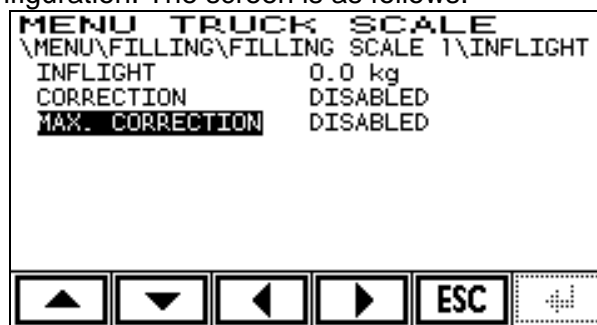 figuration. The screen is as follows:
MENU TRUCK SCALE
\MENU\FILLING\FILLING SCALE 1\INFLIGHT
INFLIGHT 0.0 kg
CORRECTION DISABLED
MAX. CORRECTION DISABLED
ESC